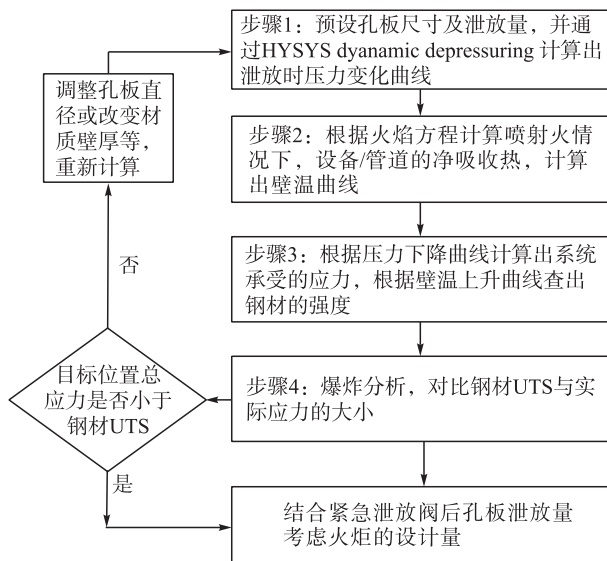 步骤1：预设孔板尺寸及泄放量，并通
过HYSYS dyanamic depressuring 计算出
泄放时压力变化曲线
调整孔板直
径或改变材
质壁厚等，
重新计算
步骤2：根据火焰方程计算喷射火情
况下，设备/管道的净吸收热，计算
出壁温曲线
否
步骤3：根据压力下降曲线计算出系统
承受的应力，根据壁温上升曲线查出
钢材的强度
目标位置总
应力是否小于
钢材UTS
步骤4：爆炸分析，对比钢材UTS与实
际应力的大小
是
结合紧急泄放阀后孔板泄放量
考虑火炬的设计量